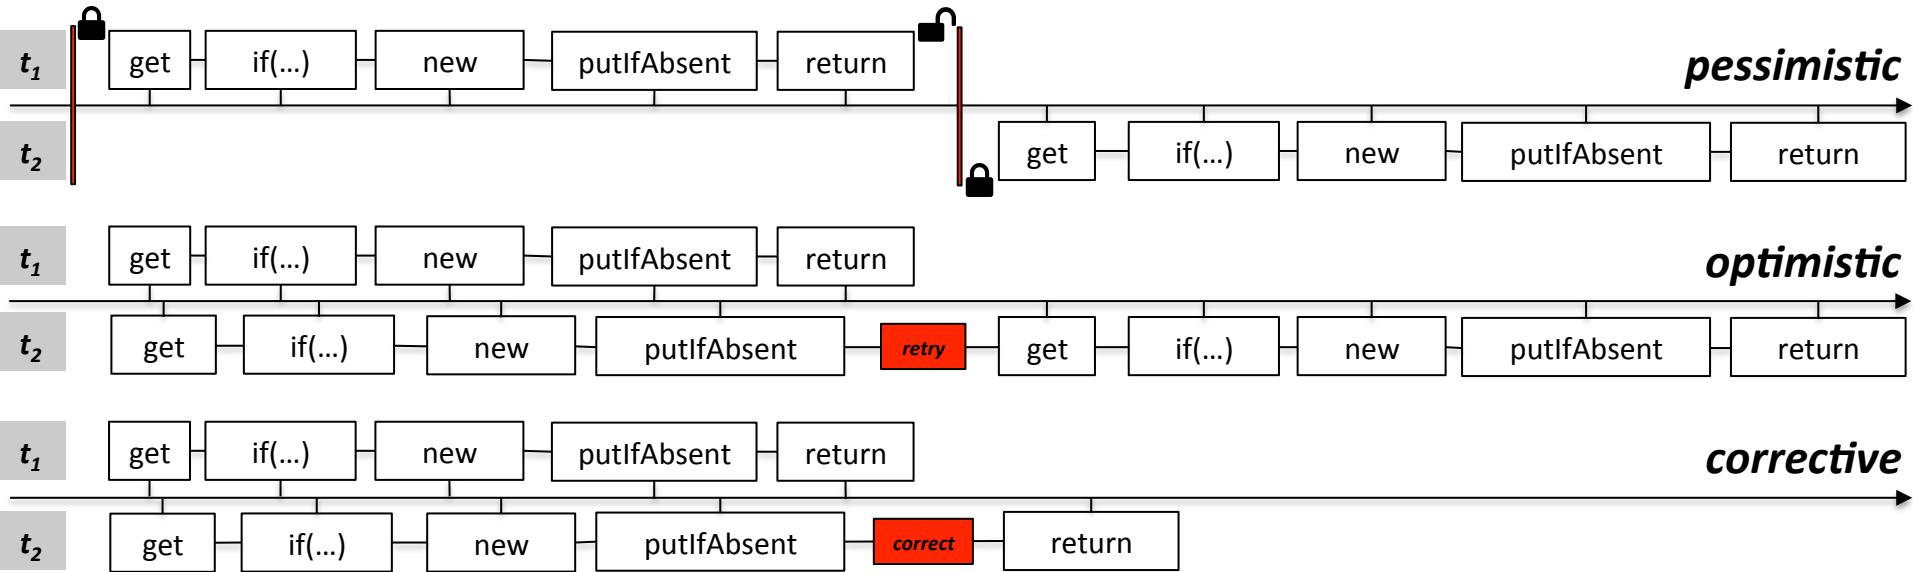 t1 get if(...) new putIfAbsent return pessimistic
t2 get if(...) new putIfAbsent return
t1 get if(...) new putIfAbsent return optimistic
t2 get if(...) new putIfAbsent retry get if(...) new putIfAbsent return
t1 get if(...) new putIfAbsent return corrective
t2 get if(...) new putIfAbsent correct return